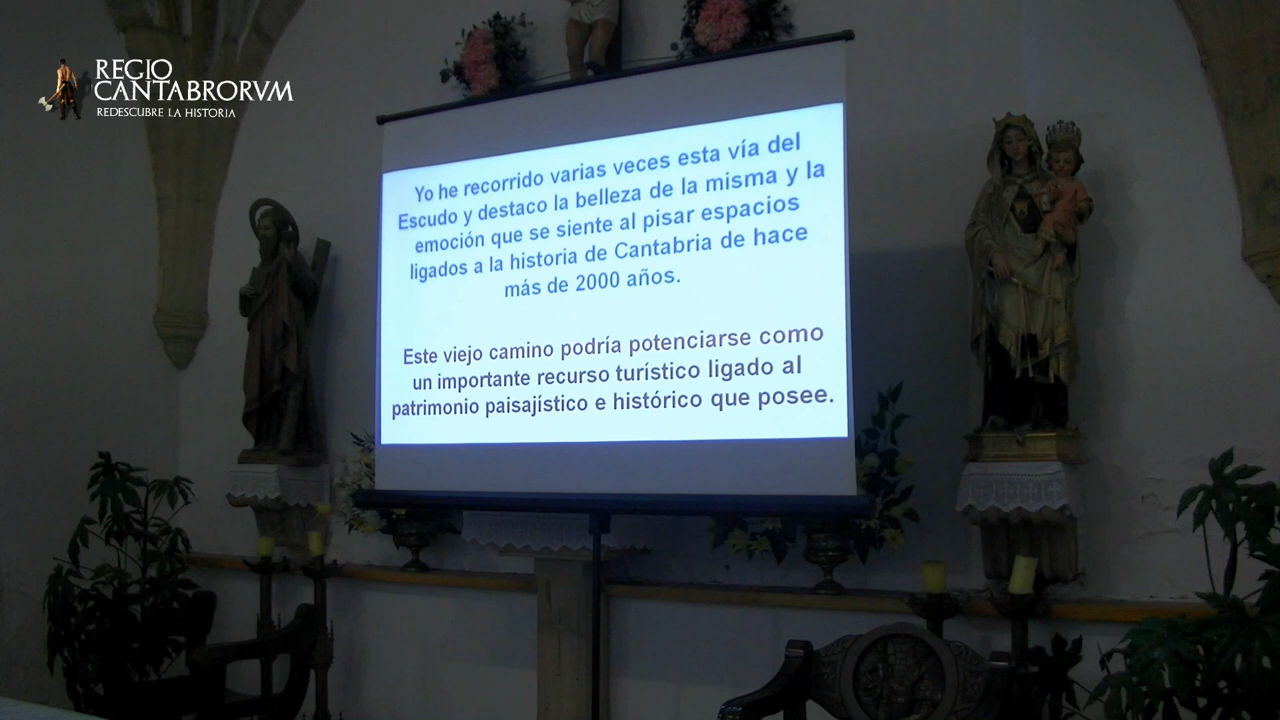 REGIO
CANTABRORVM
REDESCUBRE LA HISTORIA
Yo he recorrido varias veces esta vía del
Escudo y destaco la belleza de la misma y la
emoción que se siente al pisar espacios
ligados a la historia de Cantabria de hace
más de 2000 años.
Este viejo camino podría potenciarse como
un importante recurso turístico ligado al
patrimonio paisajístico e histórico que posee.